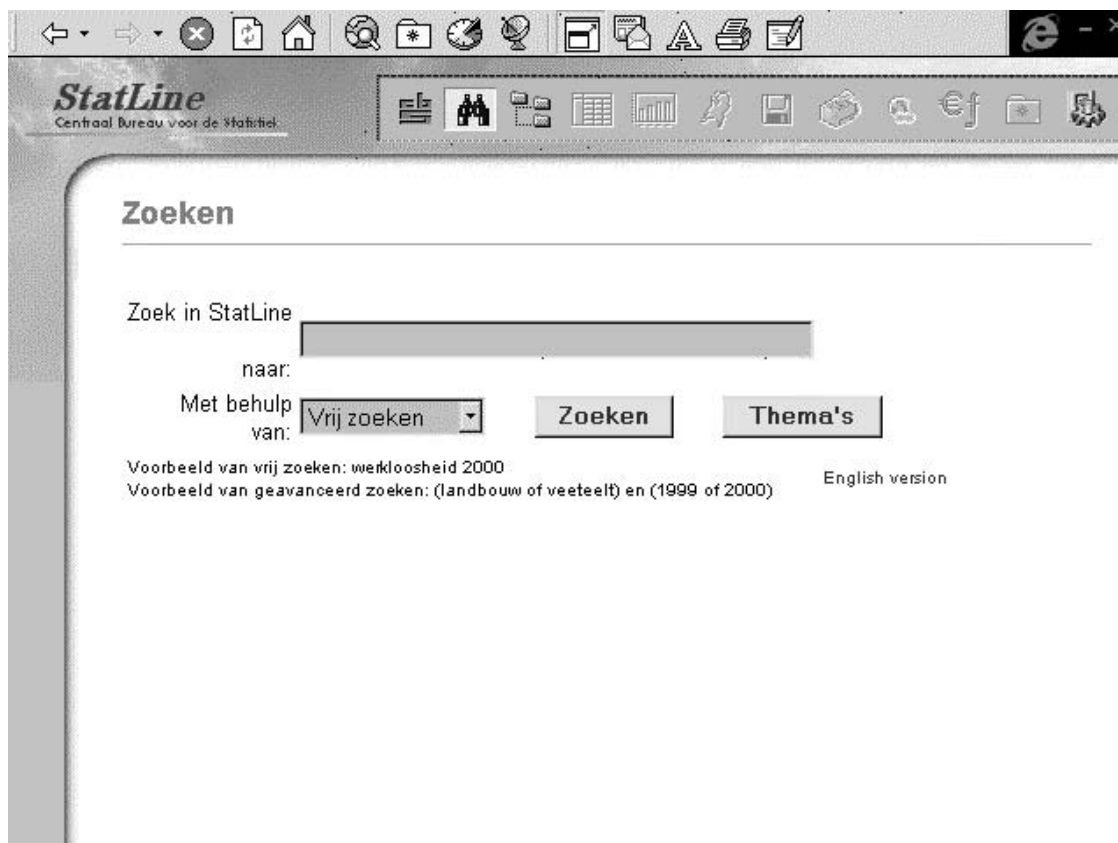 StatLine
Centraal Bureau voor de Statistiek
€ƒ
Zoeken
Zoek in StatLine
naar:
Met behulp
van:
Vrij zoeken
Zoeken
Thema's
Voorbeeld van vrij zoeken: werkloosheid 2000
Voorbeeld van geavanceerd zoeken: (landbouw of veeteelt) en (1999 of 2000)
English version